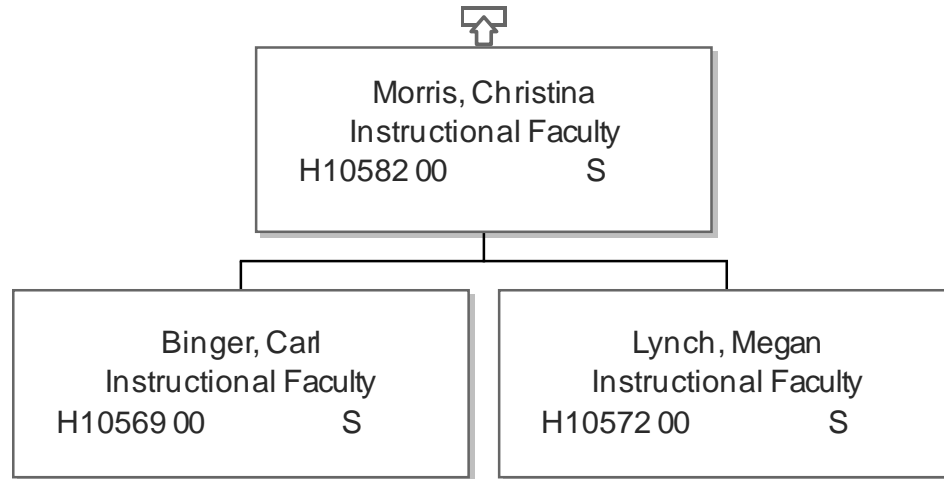 Morris, Christina
Instructional Faculty
H10582 00 S
Binger, Carl
Instructional Faculty
H10569 00 S
Lynch, Megan
Instructional Faculty
H10572 00 S